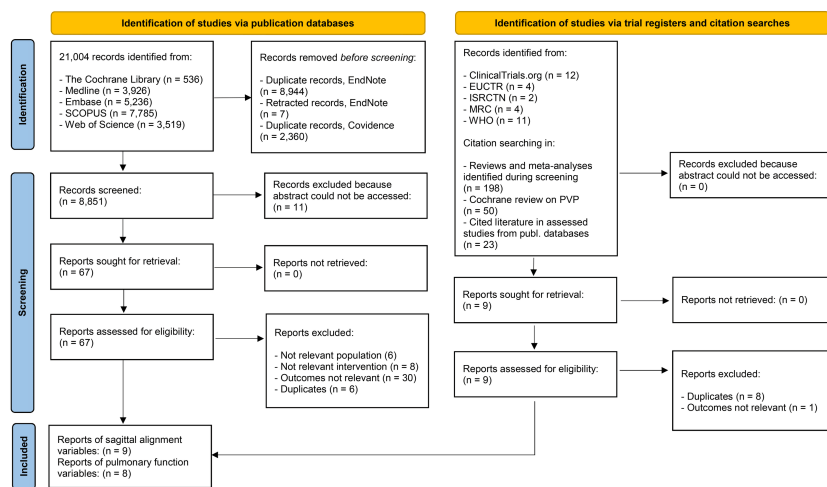 Identification of studies via publication databases
Identification of studies via trial registers and citation searches
Identification
21,004 records identified from:
- The Cochrane Library (n = 536)
- Medline (n = 3,926)
- Embase (n = 5,236)
- SCOPUS (n = 7,785)
- Web of Science (n = 3,519)
Records removed before screening:
- Duplicate records, EndNote
(n = 8,944)
- Retracted records, EndNote
(n = 7)
- Duplicate records, Covidence
(n = 2,360)
Records identified from:
- ClinicalTrials.org (n = 12)
- EUCTR (n = 4)
- ISRCTN (n = 2)
- MRC (n = 4)
- WHO (n = 11)
Citation searching in:
- Reviews and meta-analyses
identified during screening
(n = 198)
- Cochrane review on PVP
(n = 50)
- Cited literature in assessed
studies from publ. databases
(n = 23)
Records excluded because
abstract could not be accessed:
(n = 0)
Screening
Records screened:
(n = 8,851)
Records excluded because
abstract could not be accessed:
(n = 11)
Reports sought for retrieval:
(n = 67)
Reports not retrieved:
(n = 0)
Reports sought for retrieval:
(n = 9)
Reports not retrieved: (n = 0)
Reports assessed for eligibility:
(n = 67)
Reports excluded:
- Not relevant population (6)
- Not relevant intervention (n = 8)
- Outcomes not relevant (n = 30)
- Duplicates (n = 6)
Reports assessed for eligibility:
(n = 9)
Reports excluded:
- Duplicates (n = 8)
- Outcomes not relevant (n = 1)
Included
Reports of sagittal alignment
variables: (n = 9)
Reports of pulmonary function
variables: (n = 8)